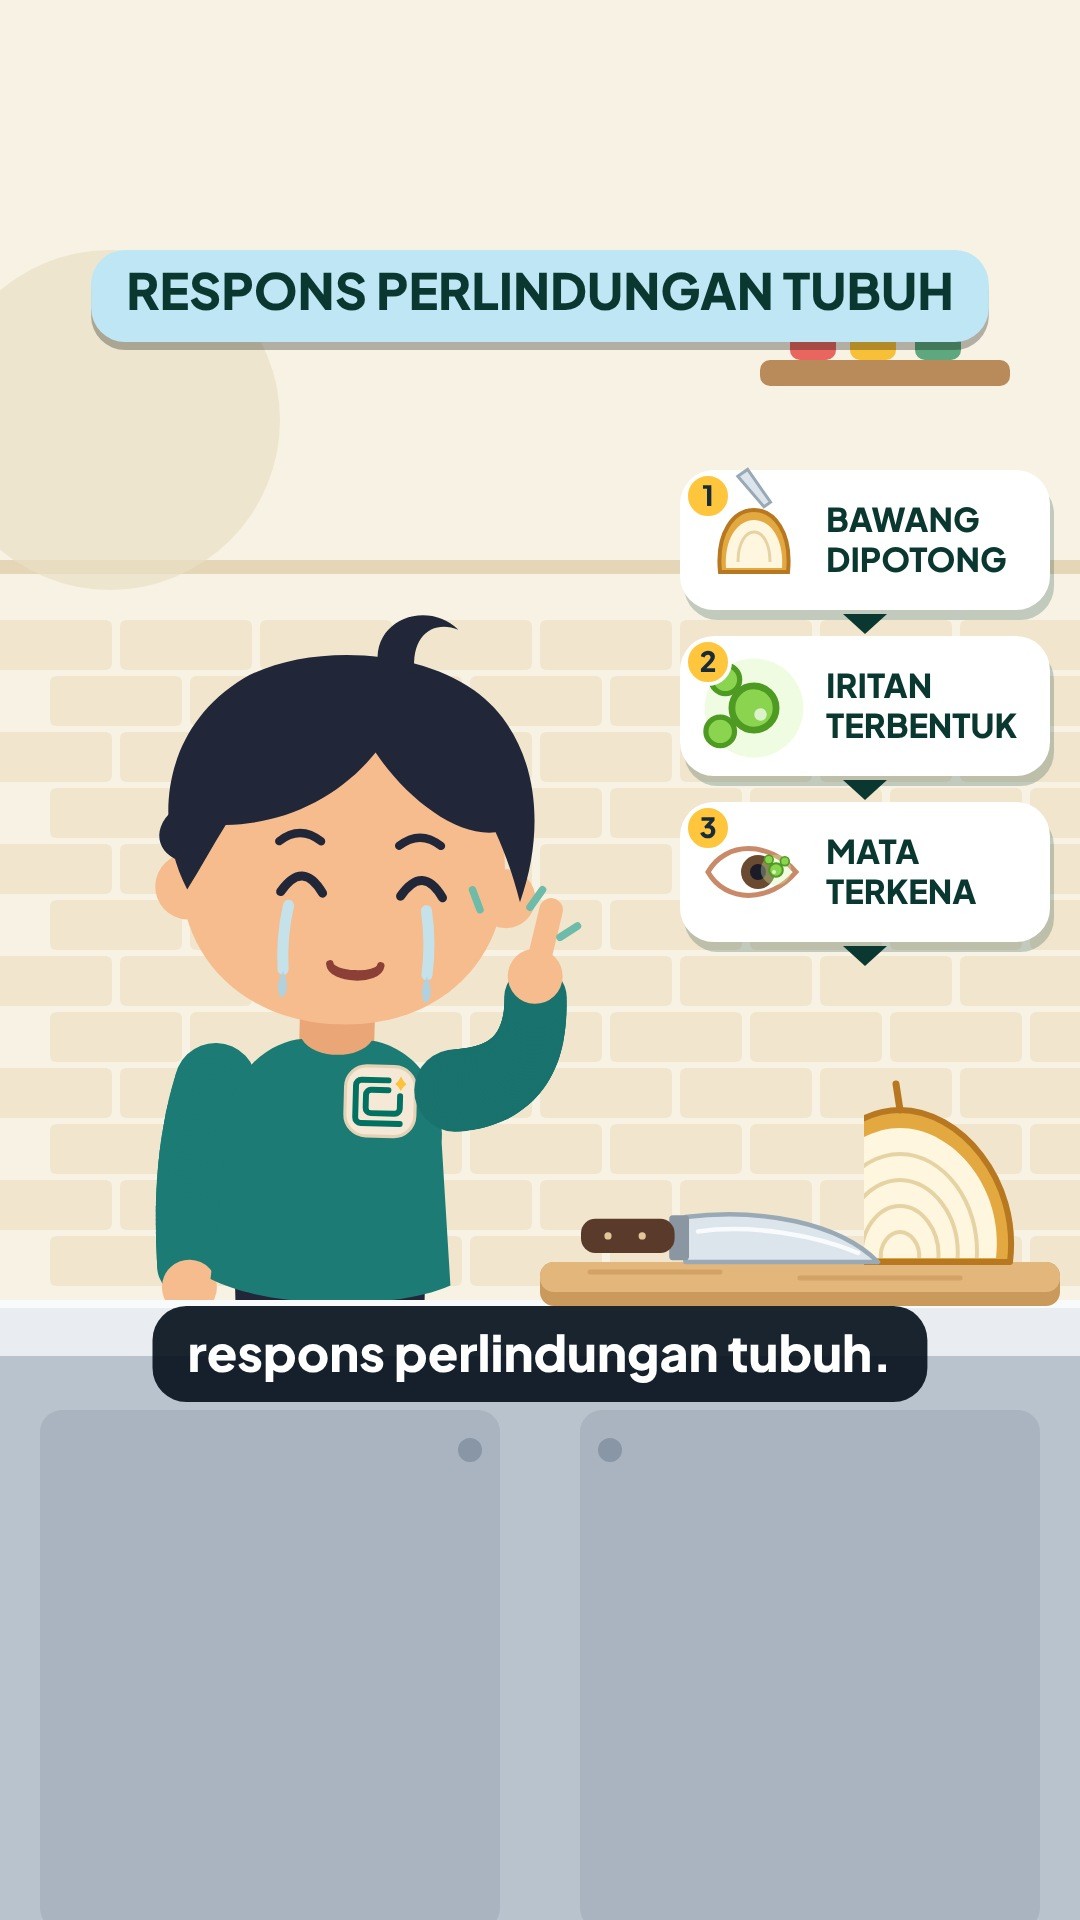 RESPONS PERLINDUNGAN TUBUH
1
BAWANG
DIPOTONG
2
IRITAN
TERBENTUK
3
MATA
TERKENA
respons perlindungan tubuh.